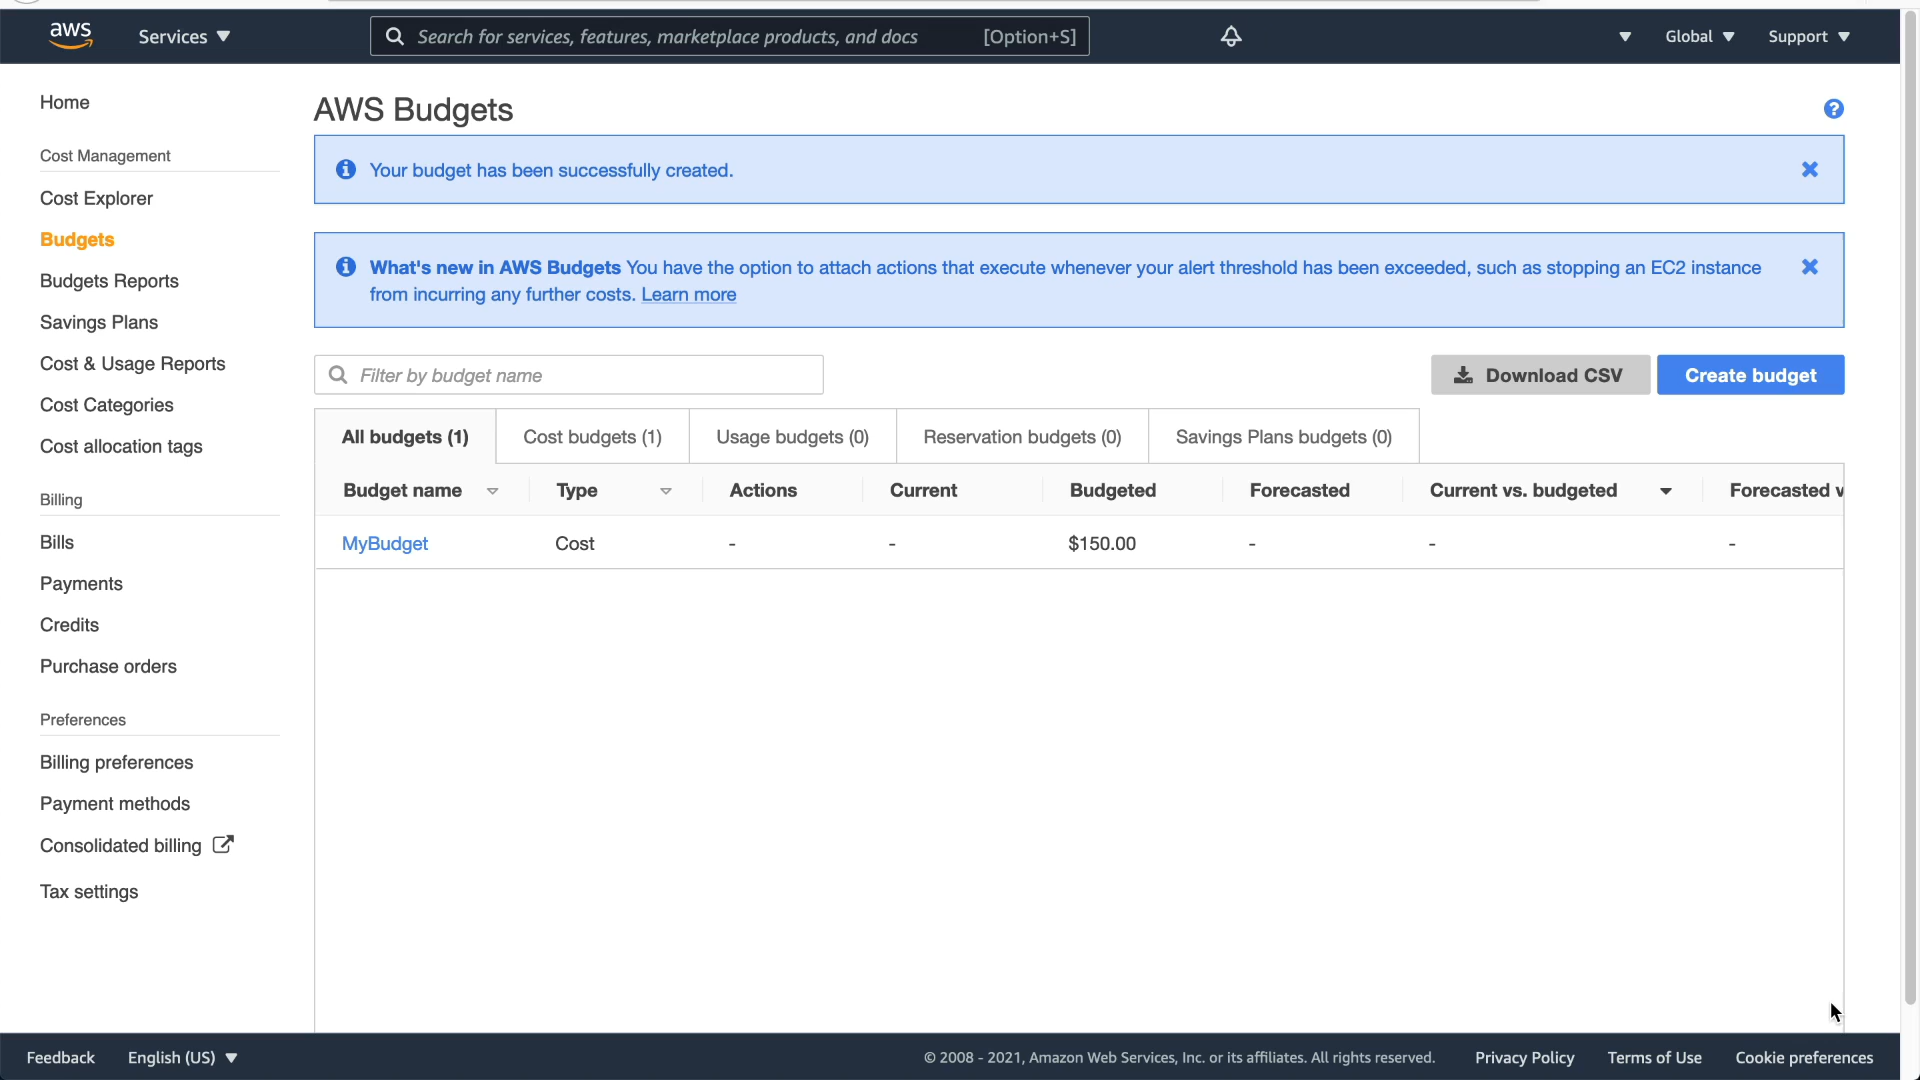 aws
Services
Search for services, features, marketplace products, and docs
[Option+S]
Global
Support
Home
Cost Management
Cost Explorer
Budgets
Budgets Reports
Savings Plans
Cost & Usage Reports
Cost Categories
Cost allocation tags
Billing
Bills
Payments
Credits
Purchase orders
Preferences
Billing preferences
Payment methods
Consolidated billing
Tax settings
AWS Budgets
?
Your budget has been successfully created.
What's new in AWS Budgets You have the option to attach actions that execute whenever your alert threshold has been exceeded, such as stopping an EC2 instance
from incurring any further costs. Learn more
Filter by budget name
Download CSV
Create budget
All budgets (1)
Cost budgets (1)
Usage budgets (0)
Reservation budgets (0)
Savings Plans budgets (0)
Budget name
Type
Actions
Current
Budgeted
Forecasted
Current vs. budgeted
Forecasted v
MyBudget
Cost
-
-
$150.00
-
-
-
Feedback
English (US)
© 2008 - 2021, Amazon Web Services, Inc. or its affiliates. All rights reserved.
Privacy Policy
Terms of Use
Cookie preferences